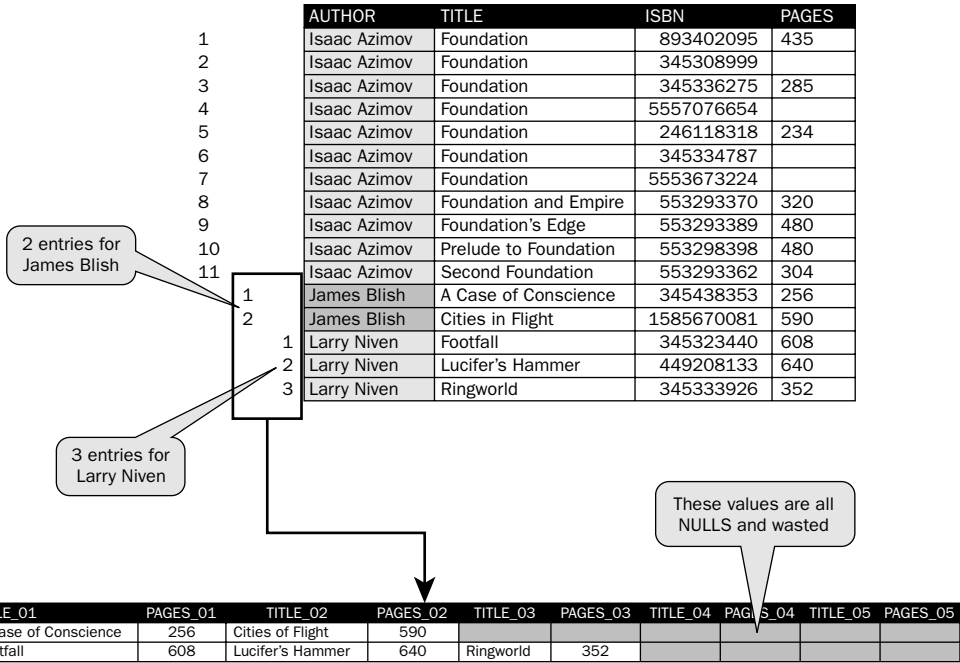 AUTHOR TITLE ISBN PAGES
1 Isaac Azimov Foundation 893402095 435
2 Isaac Azimov Foundation 345308999
3 Isaac Azimov Foundation 345336275 285
4 Isaac Azimov Foundation 5557076654
5 Isaac Azimov Foundation 246118318 234
6 Isaac Azimov Foundation 345334787
7 Isaac Azimov Foundation 5553673224
8 Isaac Azimov Foundation and Empire 553293370 320
9 Isaac Azimov Foundation's Edge 553293389 480
10 Isaac Azimov Prelude to Foundation 553298398 480
11 Isaac Azimov Second Foundation 553293362 304
1 James Blish A Case of Conscience 345438353 256
2 James Blish Cities in Flight 1585670081 590
1 Larry Niven Footfall 345323440 608
2 Larry Niven Lucifer's Hammer 449208133 640
3 Larry Niven Ringworld 345333926 352
2 entries for
James Blish
3 entries for
Larry Niven
These values are all
NULLS and wasted
LE_01 PAGES_01 TITLE_02 PAGES_02 TITLE_03 PAGES_03 TITLE_04 PAGES_04 TITLE_05 PAGES_05
ase of Conscience 256 Cities of Flight 590
tfall 608 Lucifer's Hammer 640 Ringworld 352